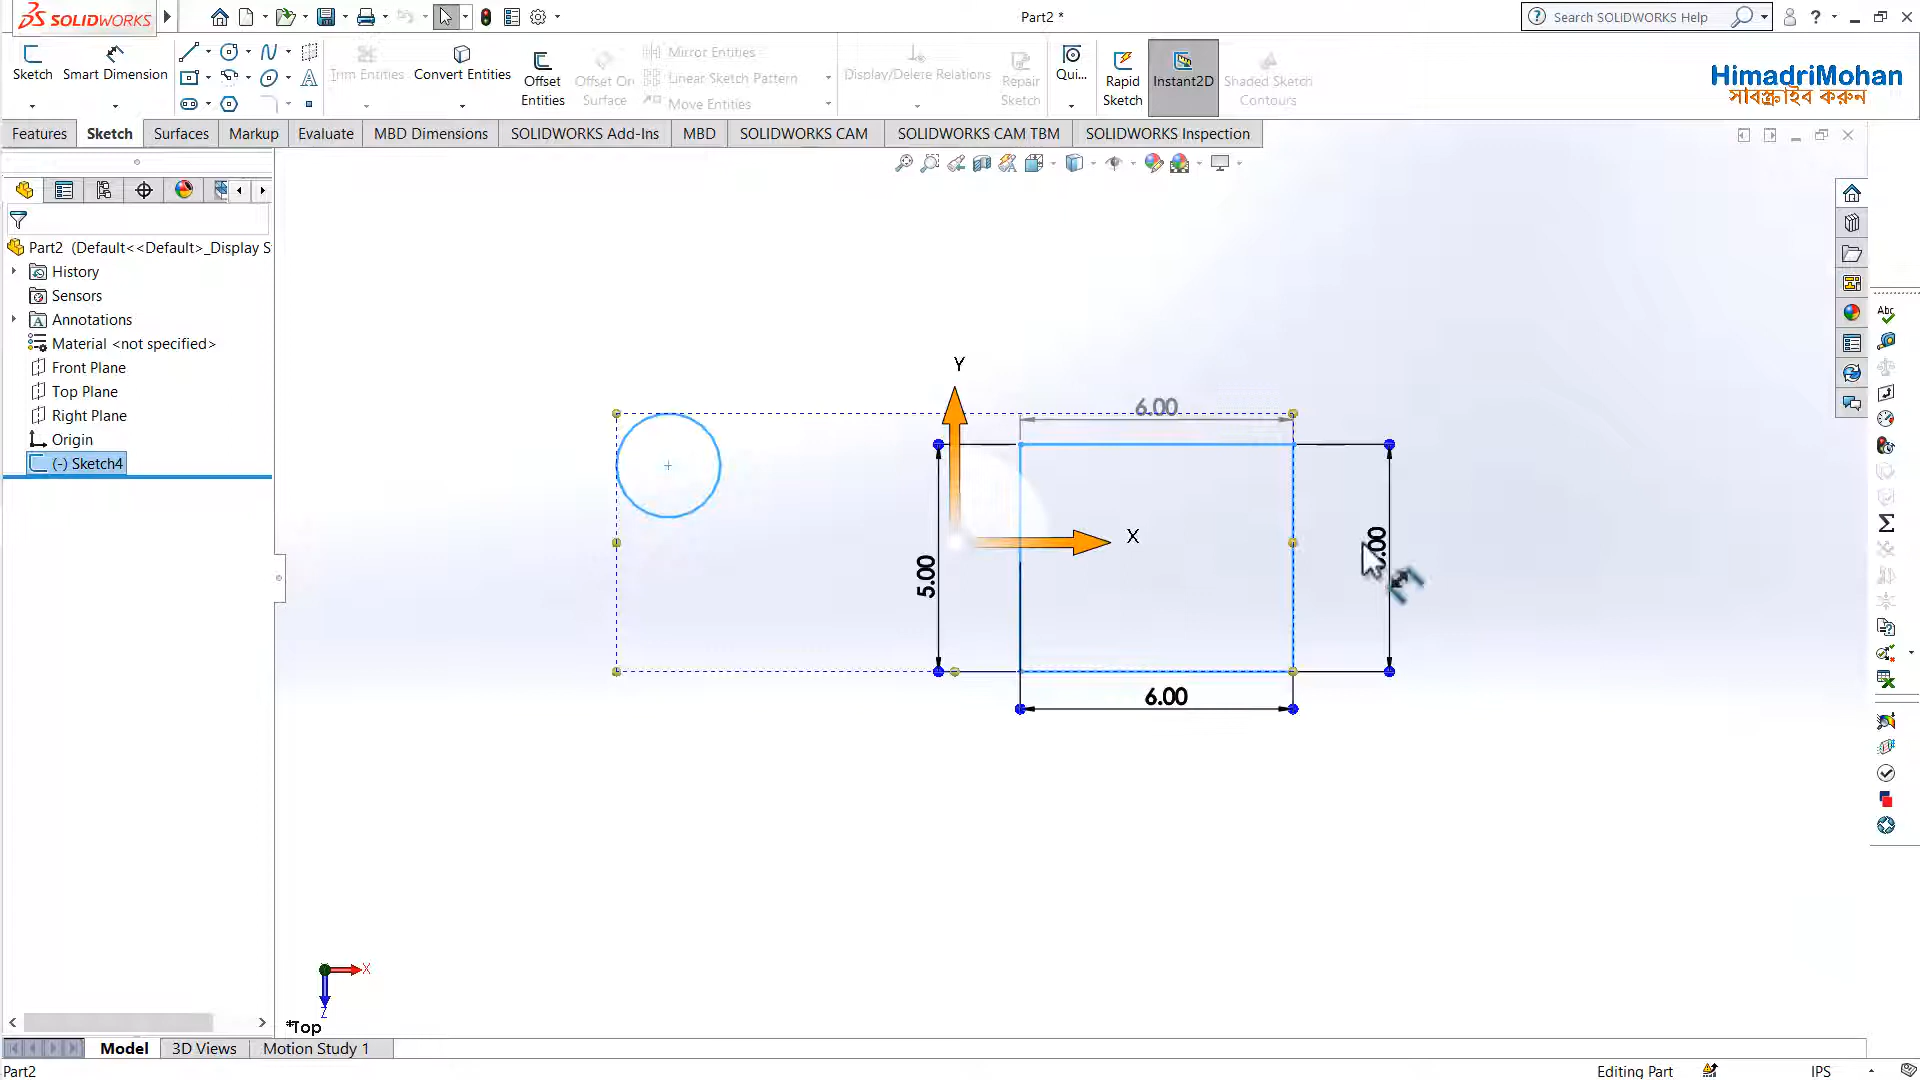 SOLIDWORKS
Part2 *
Search SOLIDWORKS Help
Sketch
Smart Dimension
Trim Entities
Convert Entities
Offset
Entities
Offset On
Surface
Mirror Entities
Linear Sketch Pattern
Move Entities
Display/Delete Relations
Repair
Sketch
Qui...
Rapid
Sketch
Instant2D
Shaded Sketch
Contours
HimadriMohan
সাবস্ক্রাইব করুন
Features
Sketch
Surfaces
Markup
Evaluate
MBD Dimensions
SOLIDWORKS Add-Ins
MBD
SOLIDWORKS CAM
SOLIDWORKS CAM TBM
SOLIDWORKS Inspection
Part2 (Default<<Default>_Display S
History
Sensors
Annotations
Material <not specified>
Front Plane
Top Plane
Right Plane
Origin
(-) Sketch4
Y
6.00
X
5.00
6.00
X
Z
*Top
Model
3D Views
Motion Study 1
Part2
Editing Part
IPS